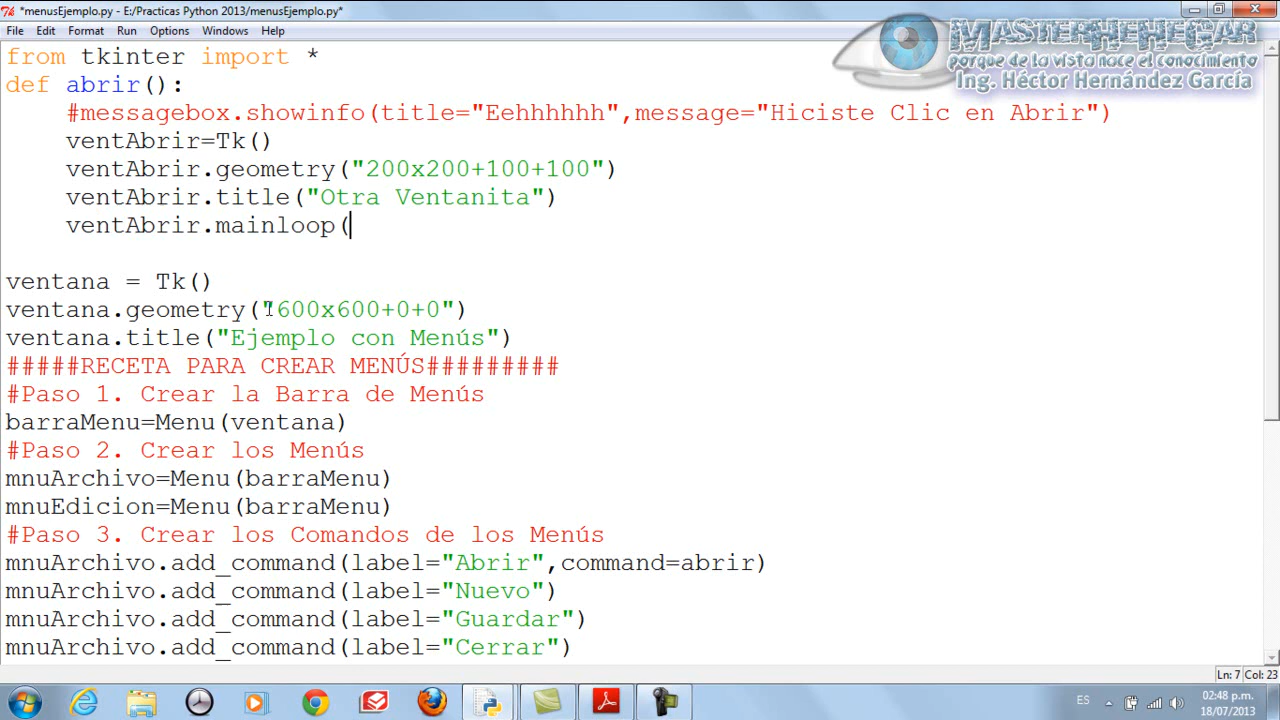 *menusEjemplo.py - E:/Practicas Python 2013/menusEjemplo.py*
File Edit Format Run Options Windows Help
MASTERHEHEGAR
porque de la vista nace el conocimiento
Ing. Héctor Hernández García
from tkinter import *
def abrir():
    #messagebox.showinfo(title="Eehhhhhh",message="Hiciste Clic en Abrir")
    ventAbrir=Tk()
    ventAbrir.geometry("200x200+100+100")
    ventAbrir.title("Otra Ventanita")
    ventAbrir.mainloop(
ventana = Tk()
ventana.geometry("600x600+0+0")
ventana.title("Ejemplo con Menús")
#####RECETA PARA CREAR MENÚS#########
#Paso 1. Crear la Barra de Menús
barraMenu=Menu(ventana)
#Paso 2. Crear los Menús
mnuArchivo=Menu(barraMenu)
mnuEdicion=Menu(barraMenu)
#Paso 3. Crear los Comandos de los Menús
mnuArchivo.add_command(label="Abrir",command=abrir)
mnuArchivo.add_command(label="Nuevo")
mnuArchivo.add_command(label="Guardar")
mnuArchivo.add_command(label="Cerrar")
Ln: 7 Col: 23
ES
02:48 p.m.
18/07/2013